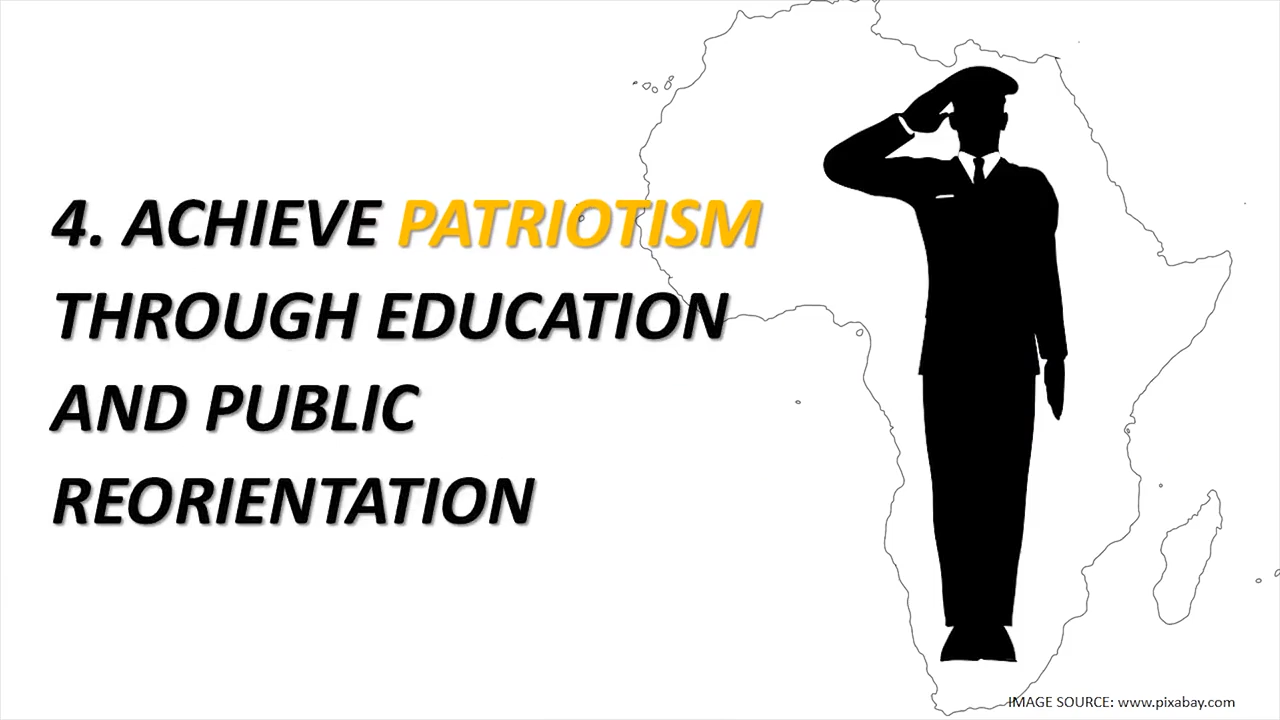 4. ACHIEVE PATRIOTISM
THROUGH EDUCATION
AND PUBLIC
REORIENTATION
IMAGE SOURCE: www.pixabay.com